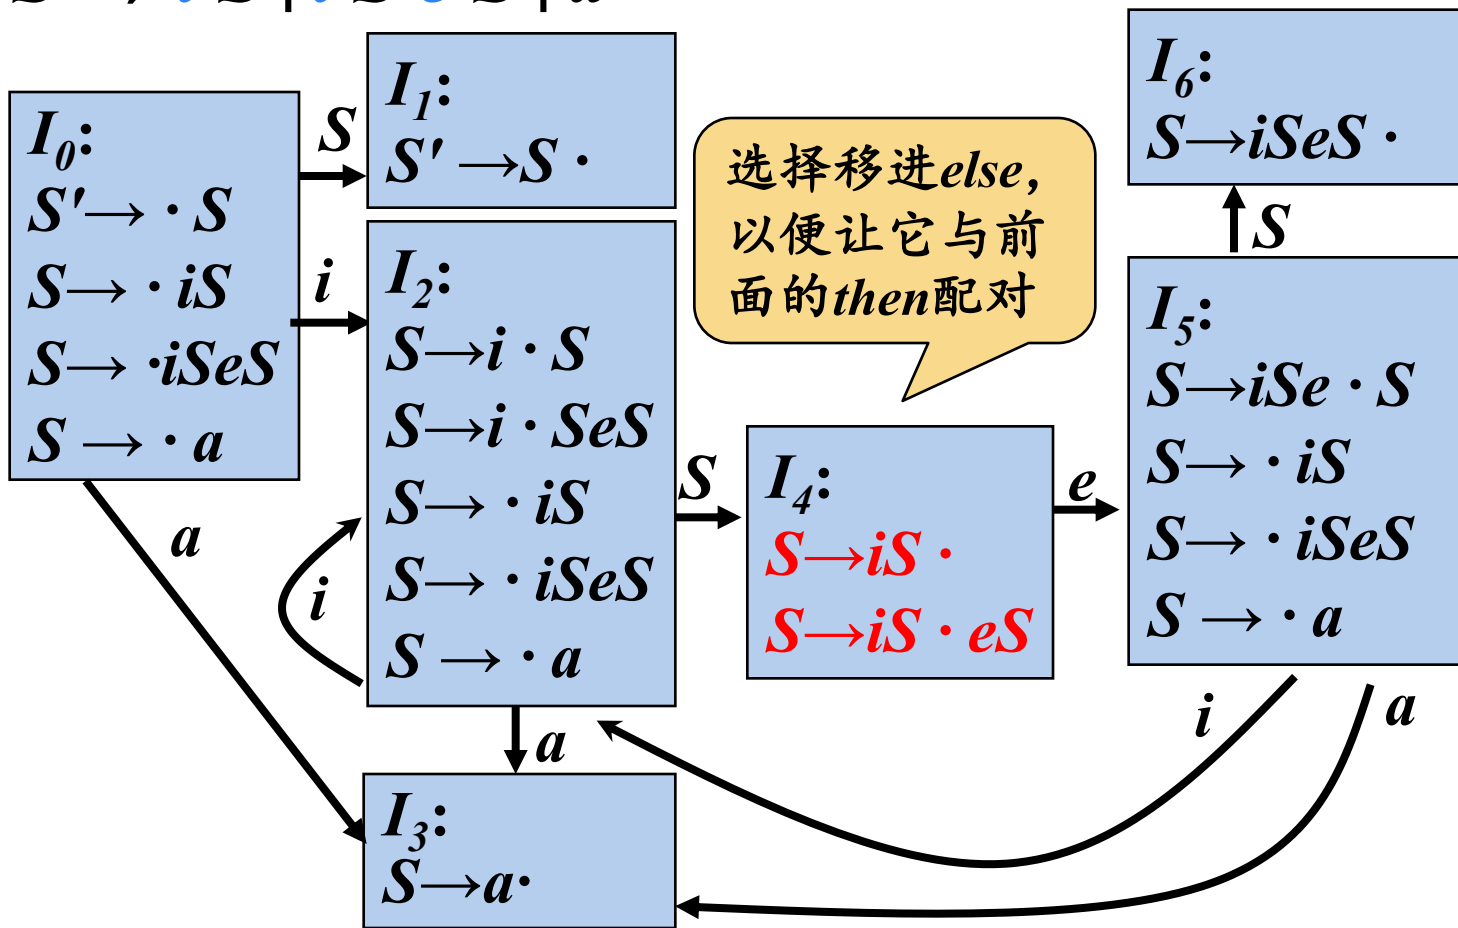 I₀:
S'→ · S
S→ · iS
S→ ·iSeS
S → · a
S
I₁:
S' →S ·
i
I₂:
S→i · S
S→i · SeS
S→ · iS
S→ · iSeS
S → · a
i
a
a
I₃:
S→a·
S
选择移进else,
以便让它与前
面的then配对
I₄:
S→iS ·
S→iS · eS
e
I₆:
S→iSeS ·
S
I₅:
S→iSe · S
S→ · iS
S→ · iSeS
S → · a
i
a